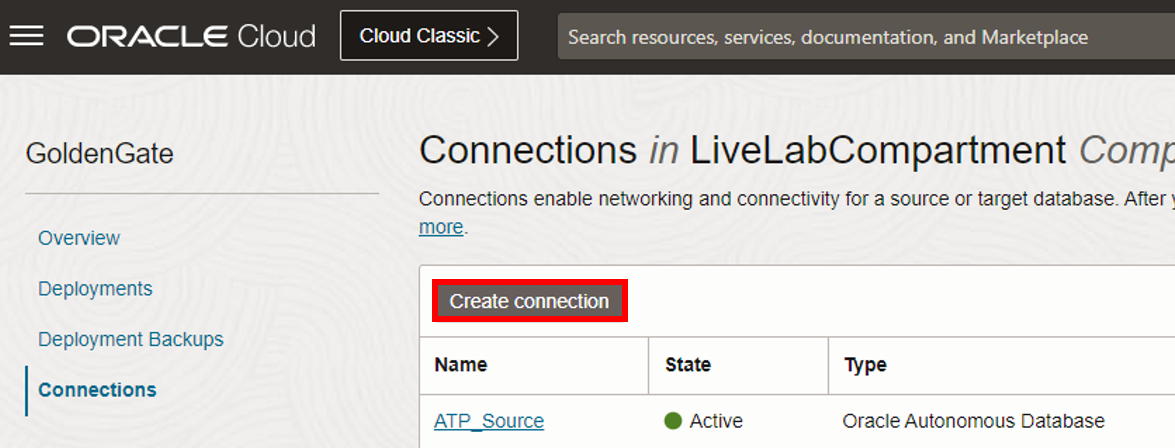 ORACLE Cloud
Cloud Classic >
Search resources, services, documentation, and Marketplace
GoldenGate
Overview
Deployments
Deployment Backups
Connections
Connections in LiveLabCompartment Comp
Connections enable networking and connectivity for a source or target database. After y
more.
Create connection
Name State Type
ATP_Source Active Oracle Autonomous Database